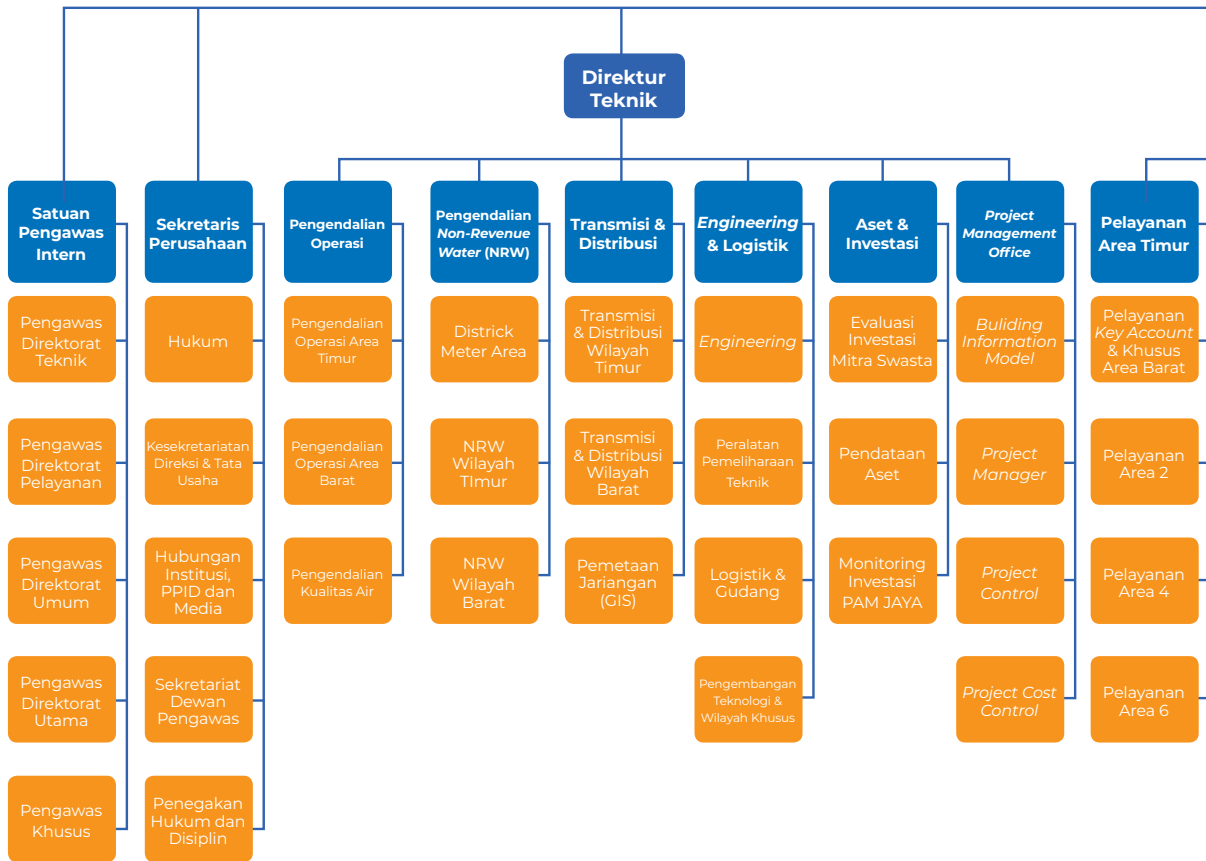 Direktur
Teknik
Satuan
Pengawas
Intern
Sekretaris
Perusahaan
Pengendalian
Operasi
Pengendalian
Non-Revenue
Water (NRW)
Transmisi &
Distribusi
Engineering
& Logistik
Aset &
Investasi
Project
Management
Office
Pelayanan
Area Timur
Pengawas
Direktorat
Teknik
Hukum
Pengendalian
Operasi Area
Timur
Districk
Meter Area
Transmisi
& Distribusi
Wilayah
Timur
Engineering
Evaluasi
Investasi
Mitra Swasta
Buliding
Information
Model
Pelayanan
Key Account
& Khusus
Area Barat
Pengawas
Direktorat
Pelayanan
Kesekretariatan
Direksi & Tata
Usaha
Pengendalian
Operasi Area
Barat
NRW
Wilayah
TImur
Transmisi
& Distribusi
Wilayah
Barat
Peralatan
Pemeliharaan
Teknik
Pendataan
Aset
Project
Manager
Pelayanan
Area 2
Pengawas
Direktorat
Umum
Hubungan
Institusi,
PPID dan
Media
Pengendalian
Kualitas Air
NRW
Wilayah
Barat
Pemetaan
Jariangan
(GIS)
Logistik &
Gudang
Monitoring
Investasi
PAM JAYA
Project
Control
Pelayanan
Area 4
Pengawas
Direktorat
Utama
Sekretariat
Dewan
Pengawas
Pengembangan
Teknologi &
Wilayah Khusus
Project Cost
Control
Pelayanan
Area 6
Pengawas
Khusus
Penegakan
Hukum dan
Disiplin